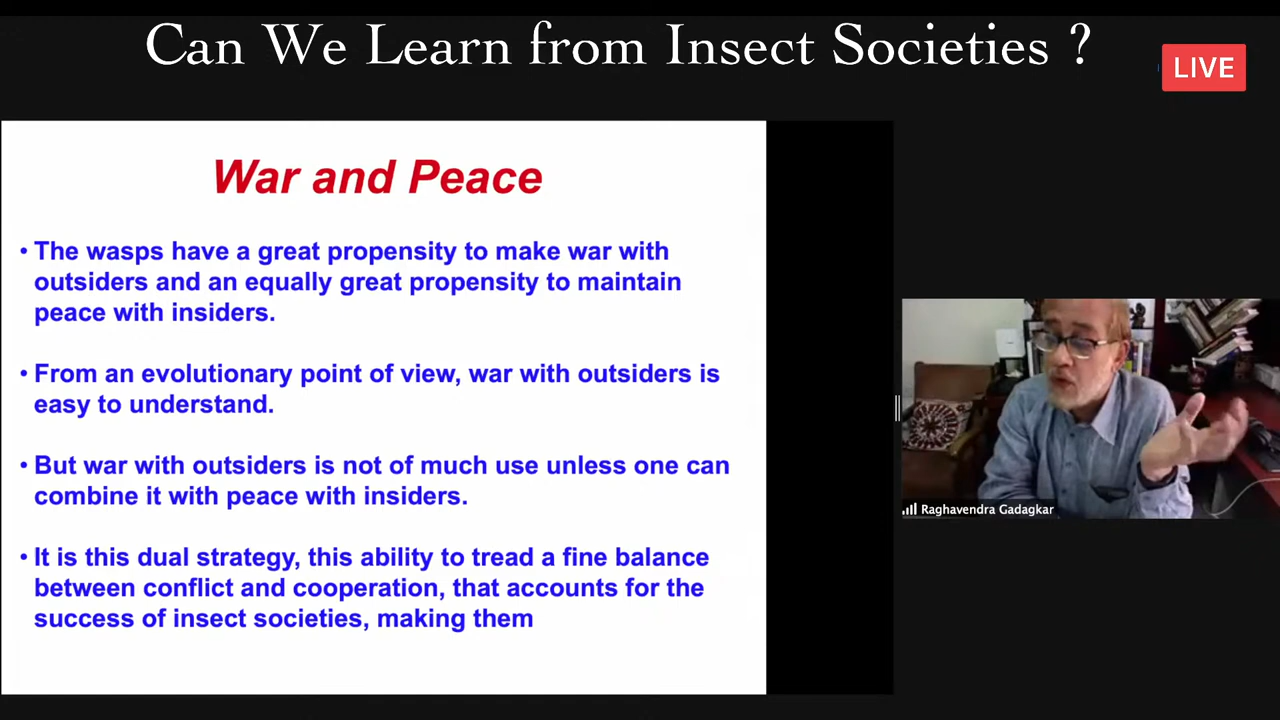 Can We Learn from Insect Societies ?
LIVE
War and Peace
• The wasps have a great propensity to make war with
outsiders and an equally great propensity to maintain
peace with insiders.
• From an evolutionary point of view, war with outsiders is
easy to understand.
• But war with outsiders is not of much use unless one can
combine it with peace with insiders.
• It is this dual strategy, this ability to tread a fine balance
between conflict and cooperation, that accounts for the
success of insect societies, making them
Raghavendra Gadagkar